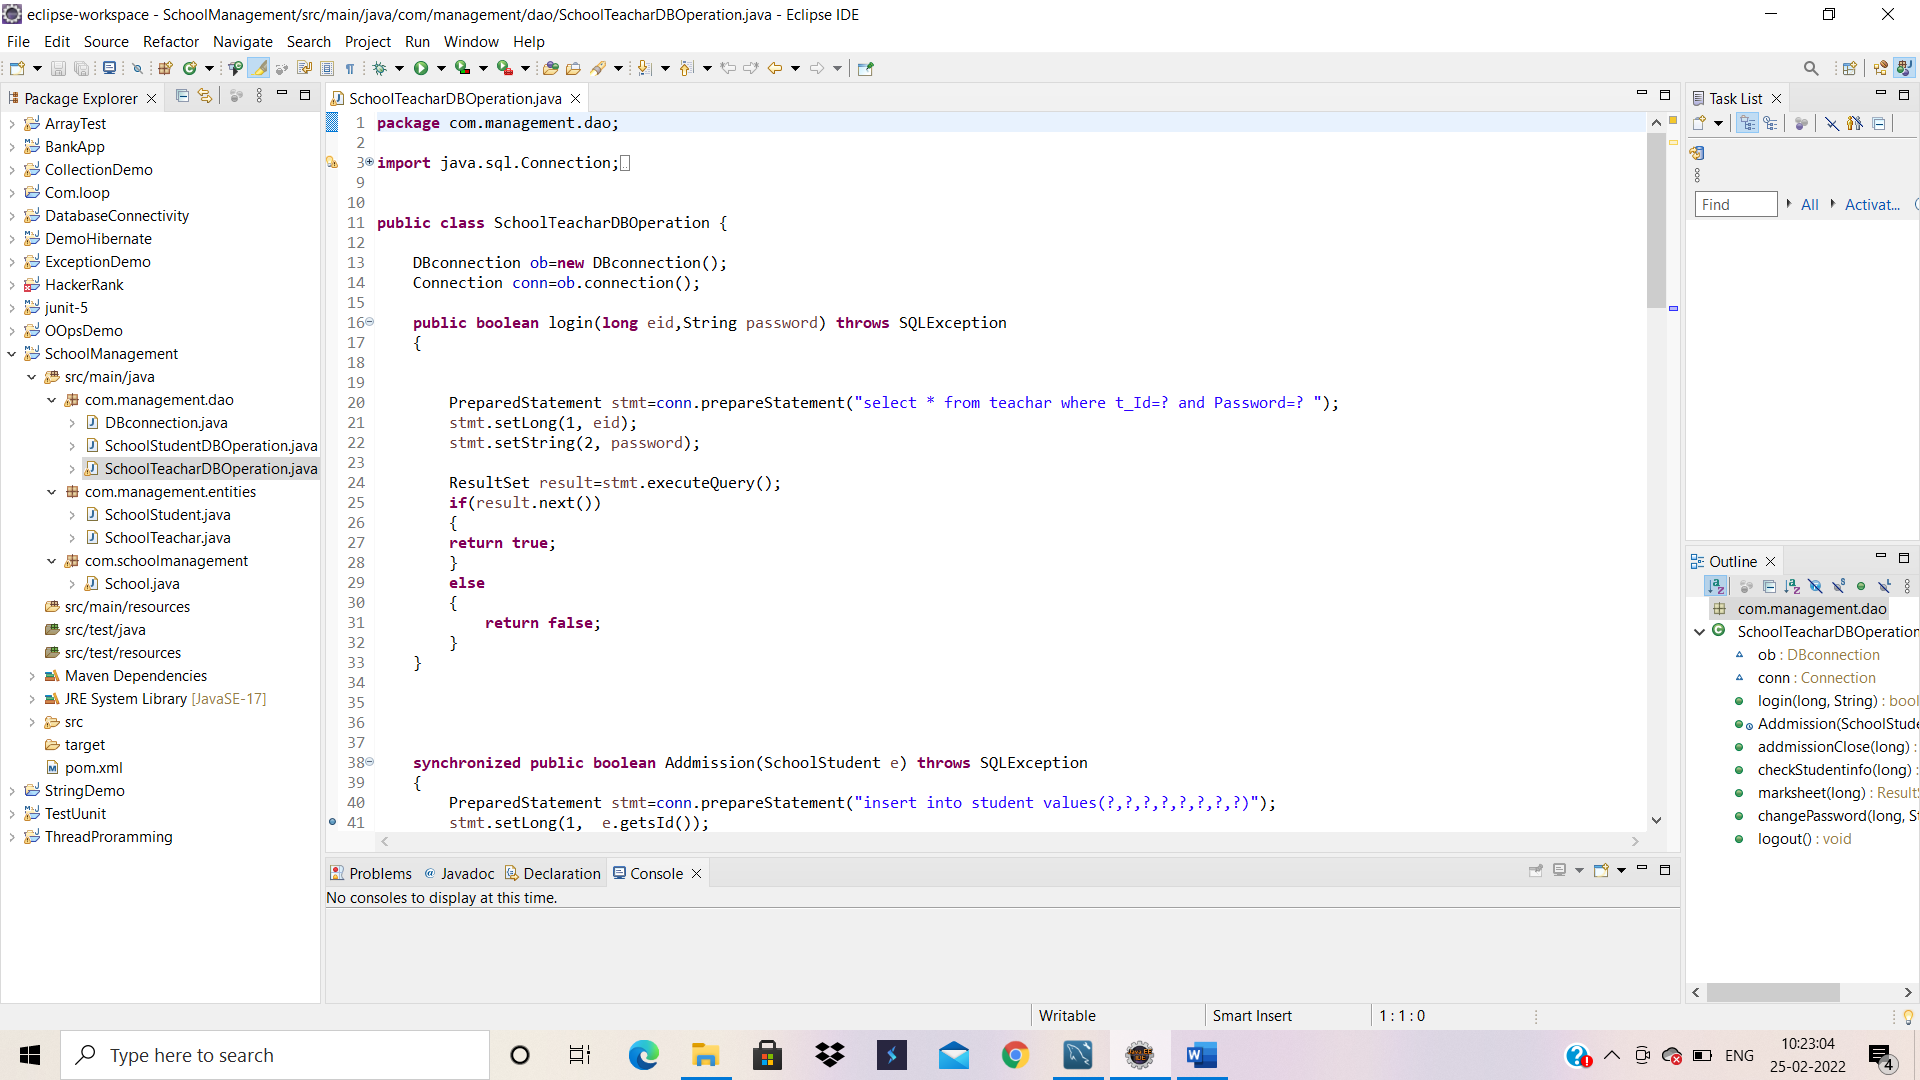 eclipse-workspace - SchoolManagement/src/main/java/com/management/dao/SchoolTeacharDBOperation.java - Eclipse IDE
File Edit Source Refactor Navigate Search Project Run Window Help
Package Explorer
ArrayTest
BankApp
CollectionDemo
Com.loop
DatabaseConnectivity
DemoHibernate
ExceptionDemo
HackerRank
junit-5
OOpsDemo
SchoolManagement
src/main/java
com.management.dao
DBconnection.java
SchoolStudentDBOperation.java
SchoolTeacharDBOperation.java
com.management.entities
SchoolStudent.java
SchoolTeachar.java
com.schoolmanagement
School.java
src/main/resources
src/test/java
src/test/resources
Maven Dependencies
JRE System Library [JavaSE-17]
src
target
pom.xml
StringDemo
TestUunit
ThreadProramming
SchoolTeacharDBOperation.java
1 package com.management.dao;
2
3 import java.sql.Connection;
9
10
11 public class SchoolTeacharDBOperation {
12
13 DBconnection ob=new DBconnection();
14 Connection conn=ob.connection();
15
16 public boolean login(long eid,String password) throws SQLException
17 {
18
19
20 PreparedStatement stmt=conn.prepareStatement("select * from teachar where t_Id=? and Password=? ");
21 stmt.setLong(1, eid);
22 stmt.setString(2, password);
23
24 ResultSet result=stmt.executeQuery();
25 if(result.next())
26 {
27 return true;
28 }
29 else
30 {
31 return false;
32 }
33 }
34
35
36
37
38 synchronized public boolean Addmission(SchoolStudent e) throws SQLException
39 {
40 PreparedStatement stmt=conn.prepareStatement("insert into student values(?,?,?,?,?,?,?,?)");
41 stmt.setLong(1,  e.getsId());
Problems @ Javadoc Declaration Console
No consoles to display at this time.
Task List
Find All Activat...
Outline
com.management.dao
SchoolTeacharDBOperation
ob : DBconnection
conn : Connection
login(long, String) : bool
Addmission(SchoolStude
addmissionClose(long) :
checkStudentinfo(long) :
marksheet(long) : ResultS
changePassword(long, St
logout() : void
Writable Smart Insert 1 : 1 : 0
Type here to search
ENG
10:23:04
25-02-2022
4